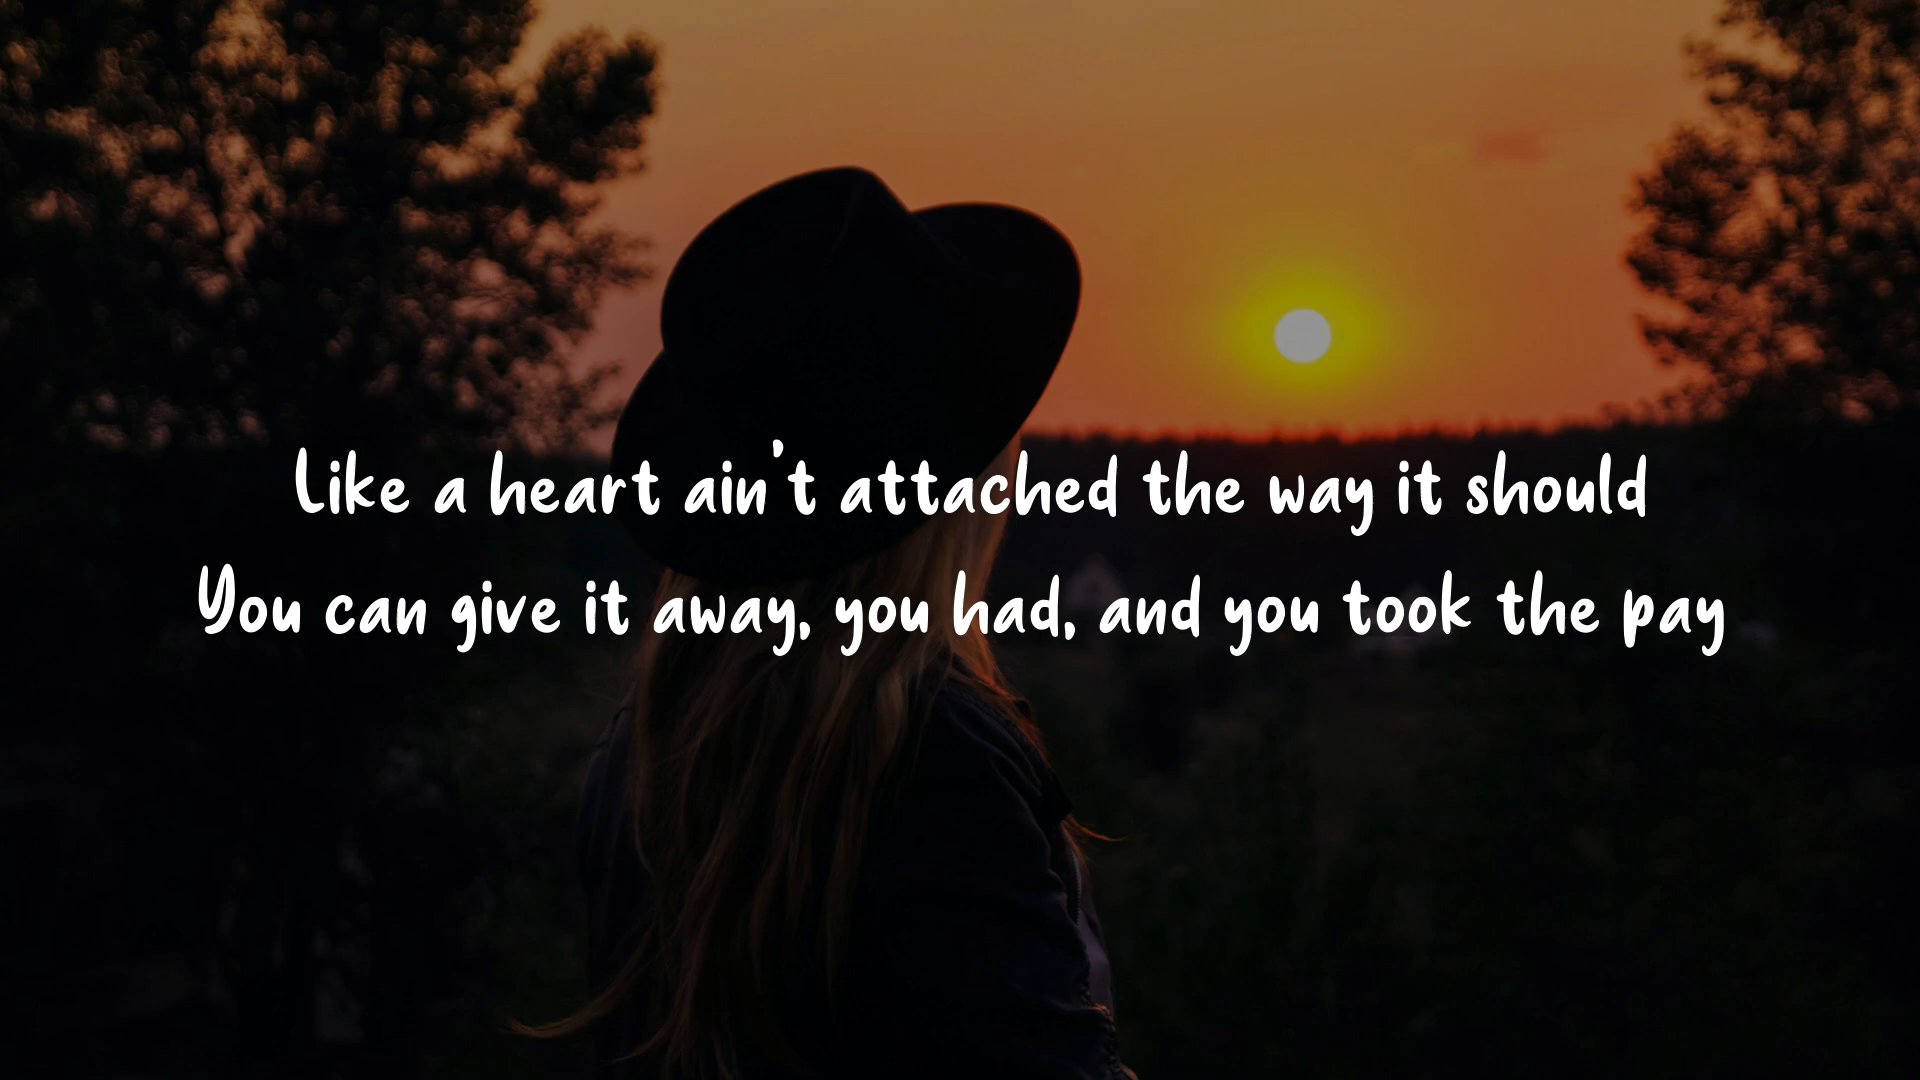 Like a heart ain't attached the way it should
You can give it away, you had, and you took the pay